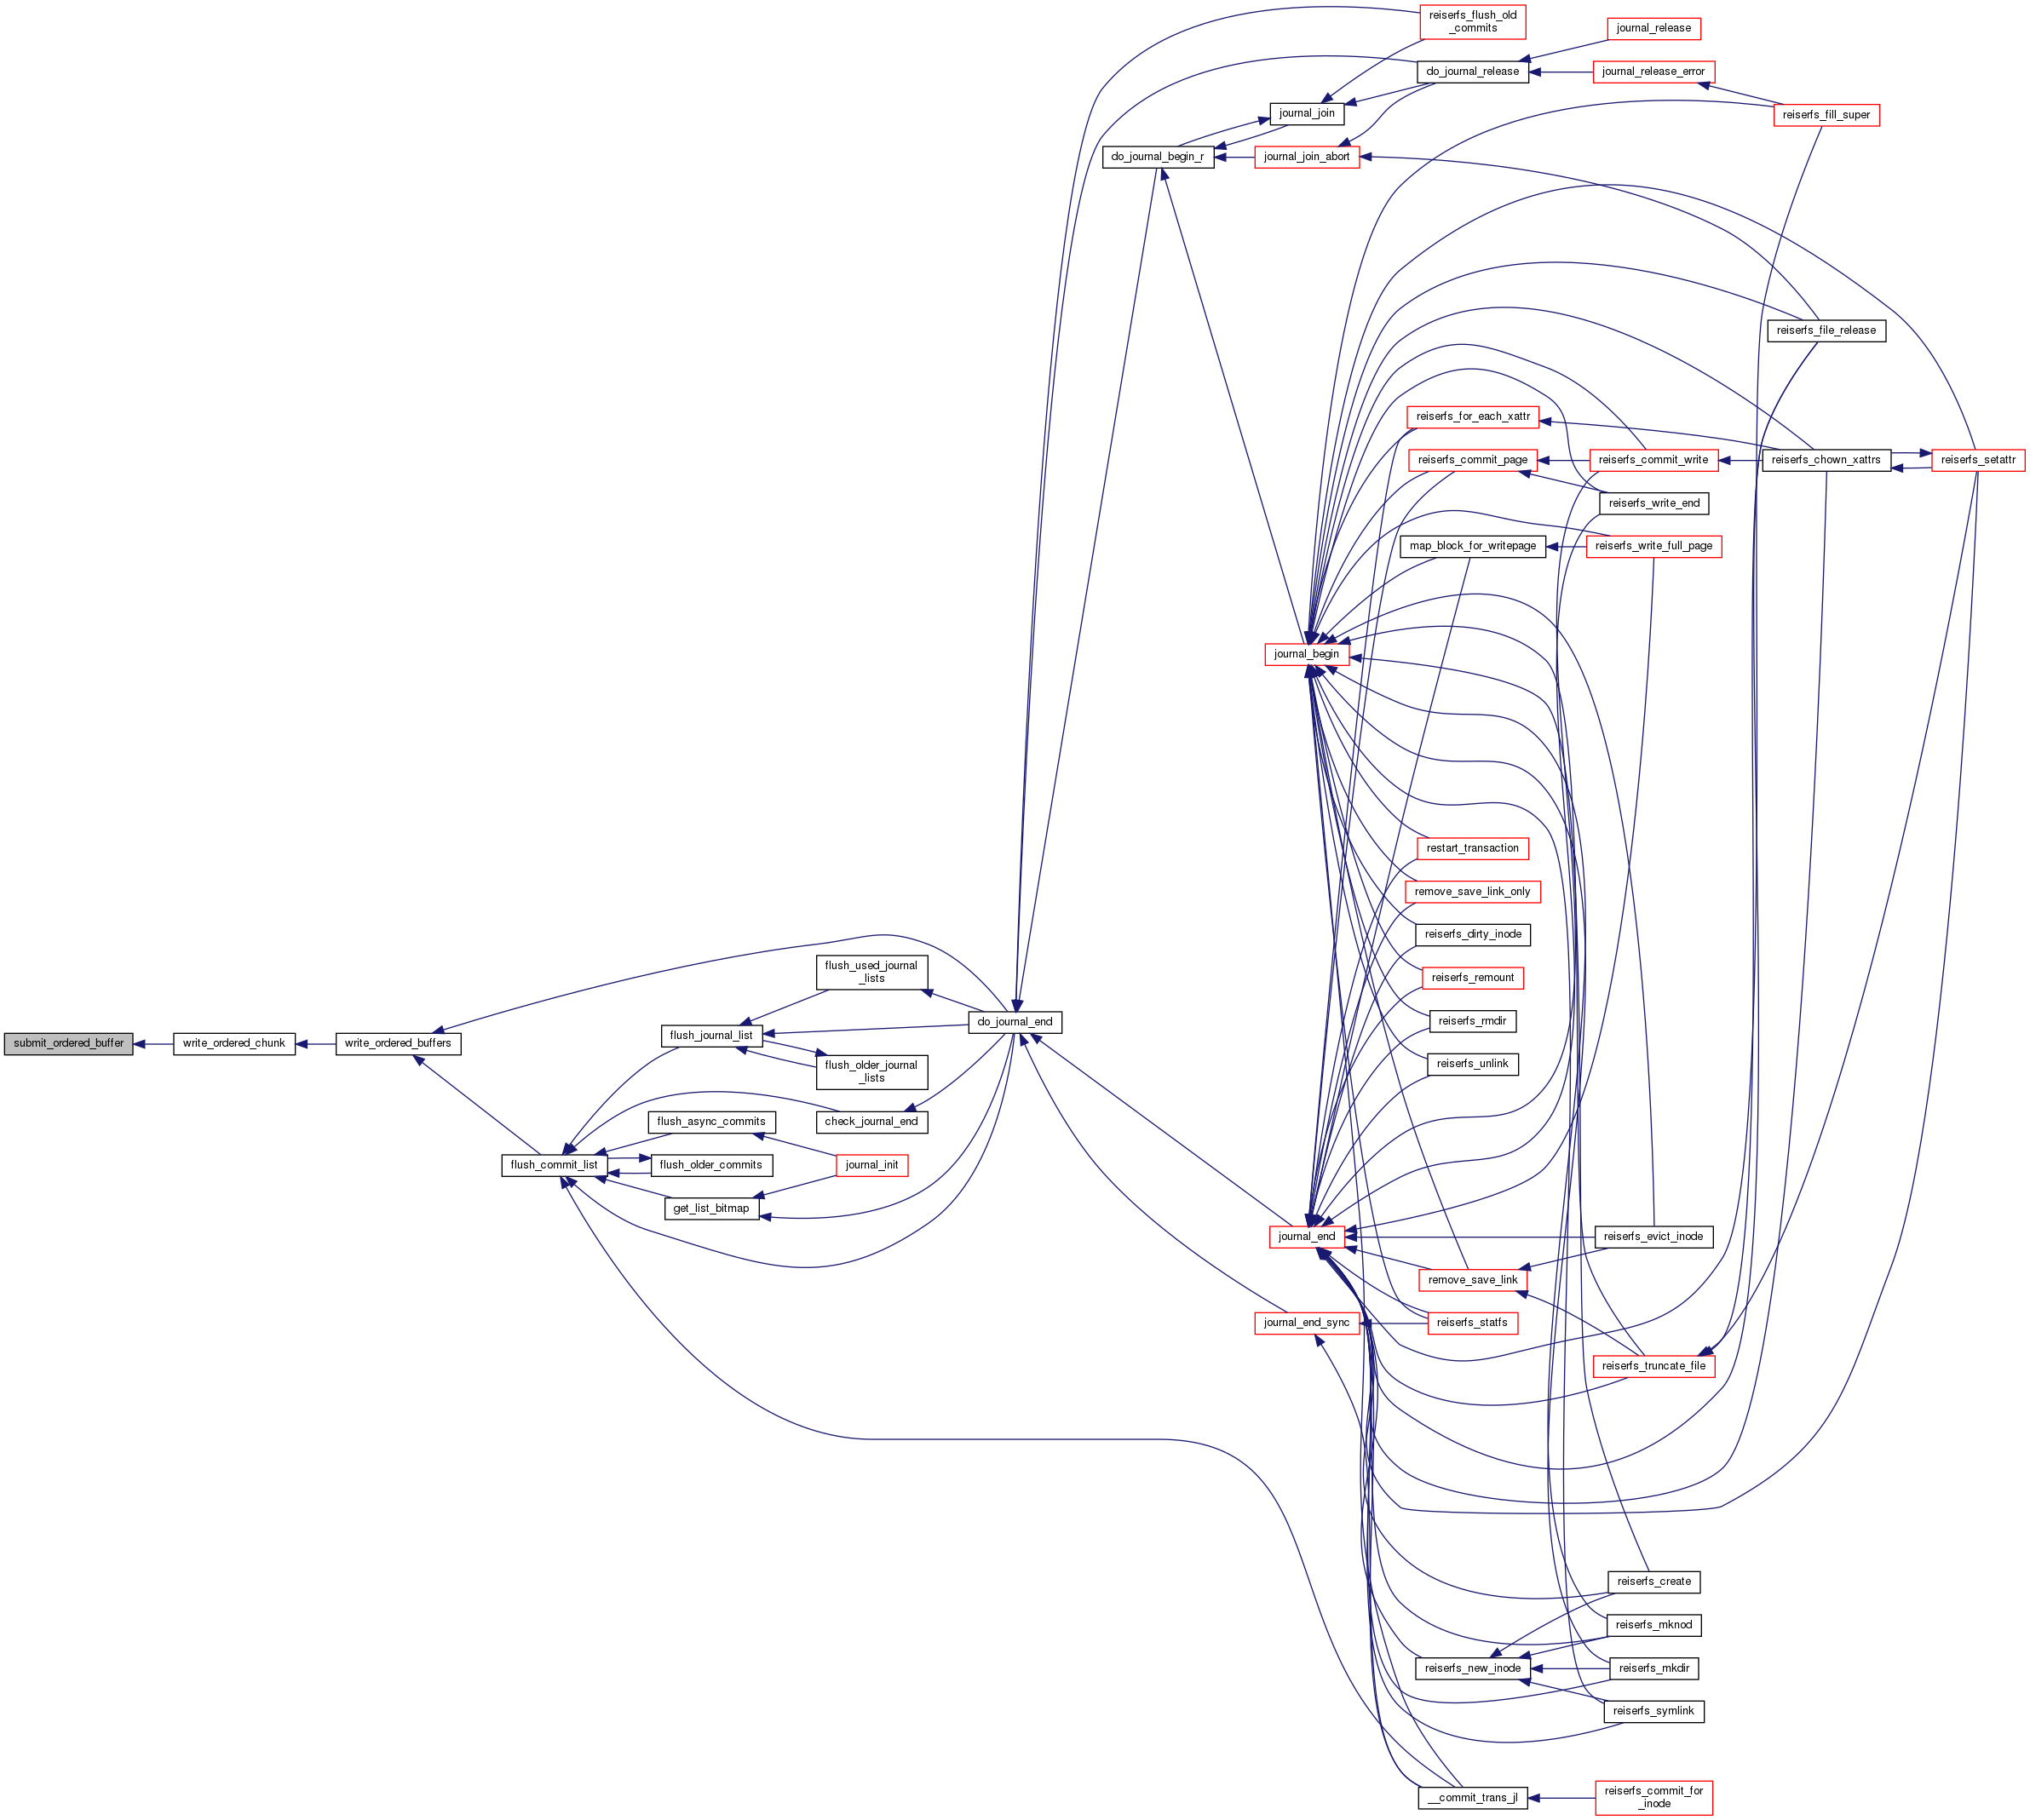 reiserfs_flush_old
_commits
journal_release
do_journal_release
journal_release_error
journal_join
reiserfs_fill_super
do_journal_begin_r
journal_join_abort
reiserfs_file_release
reiserfs_for_each_xattr
reiserfs_commit_page
reiserfs_commit_write
reiserfs_chown_xattrs
reiserfs_setattr
reiserfs_write_end
map_block_for_writepage
reiserfs_write_full_page
journal_begin
restart_transaction
remove_save_link_only
reiserfs_dirty_inode
flush_used_journal
_lists
reiserfs_remount
do_journal_end
reiserfs_rmdir
submit_ordered_buffer
write_ordered_chunk
write_ordered_buffers
flush_journal_list
flush_older_journal
_lists
reiserfs_unlink
flush_async_commits
check_journal_end
flush_commit_list
flush_older_commits
journal_init
get_list_bitmap
journal_end
reiserfs_evict_inode
remove_save_link
journal_end_sync
reiserfs_statfs
reiserfs_truncate_file
reiserfs_create
reiserfs_mknod
reiserfs_new_inode
reiserfs_mkdir
reiserfs_symlink
__commit_trans_jl
reiserfs_commit_for
_inode